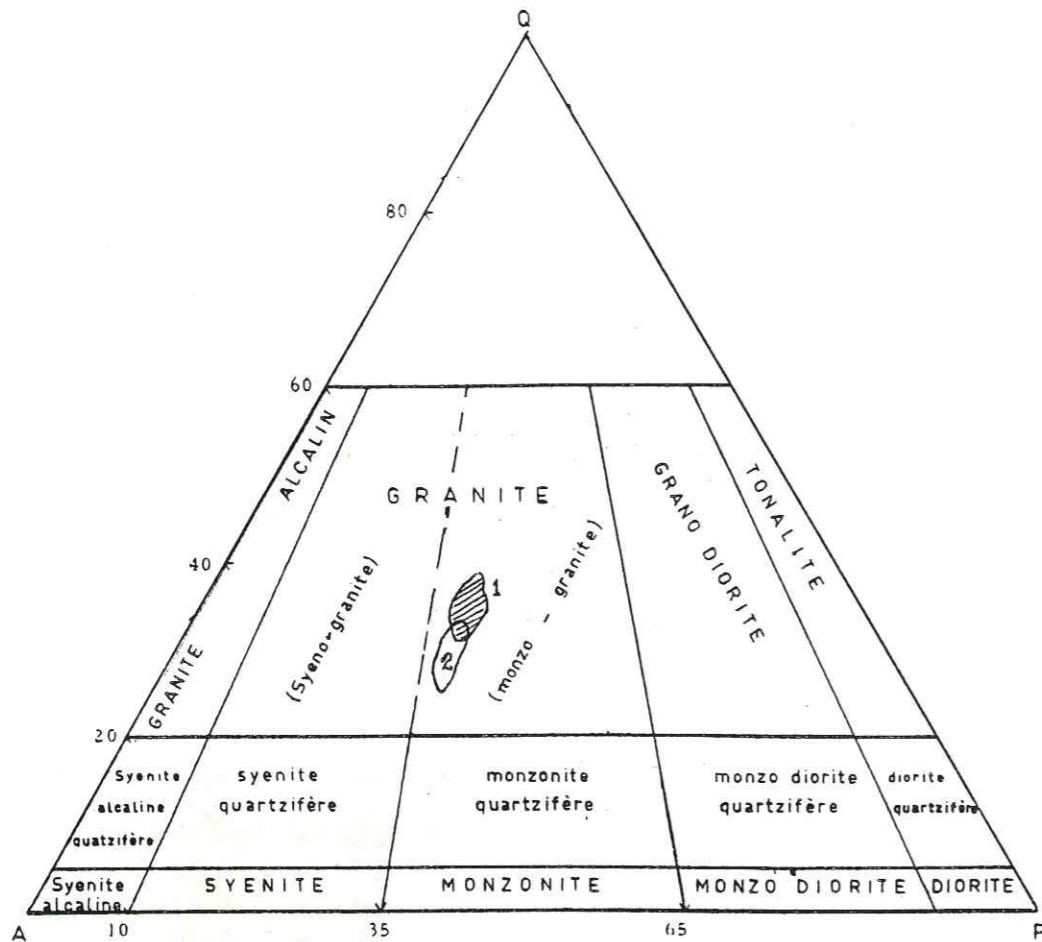 Q
80
60
ALCALIN
GRANITE
TONALITE
GRANO DIORITE
40
(Syeno-granite)
1
(monzo - granite)
2
GRANITE
20
Syenite
alcaline
quatzifère
syenite
quartzifère
monzonite
quartzifère
monzo diorite
quartzifère
diorite
quartzifère
Syenite
alcaline
SYENITE
MONZONITE
MONZO DIORITE
DIORITE
A
10
35
65
P